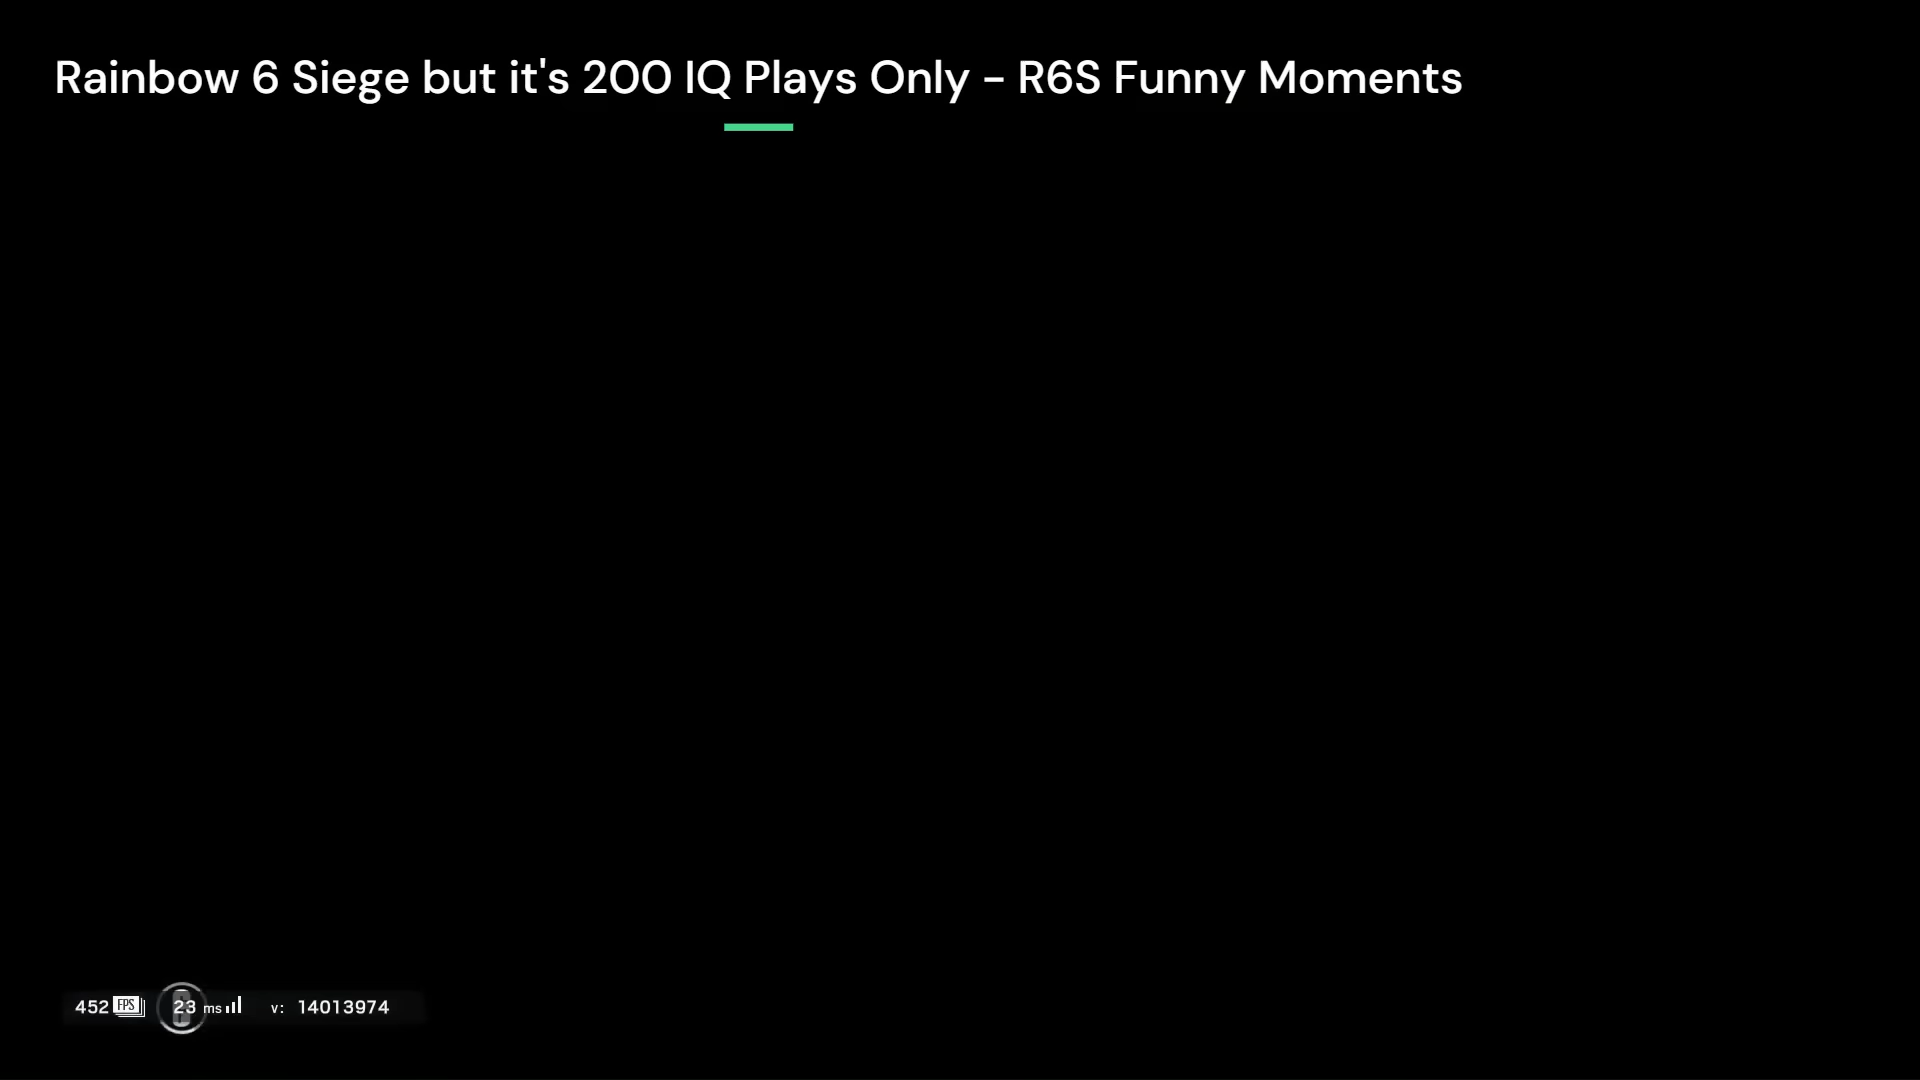 Rainbow 6 Siege but it's 200 IQ Plays Only - R6S Funny Moments
452 FPS 23 ms v: 14013974